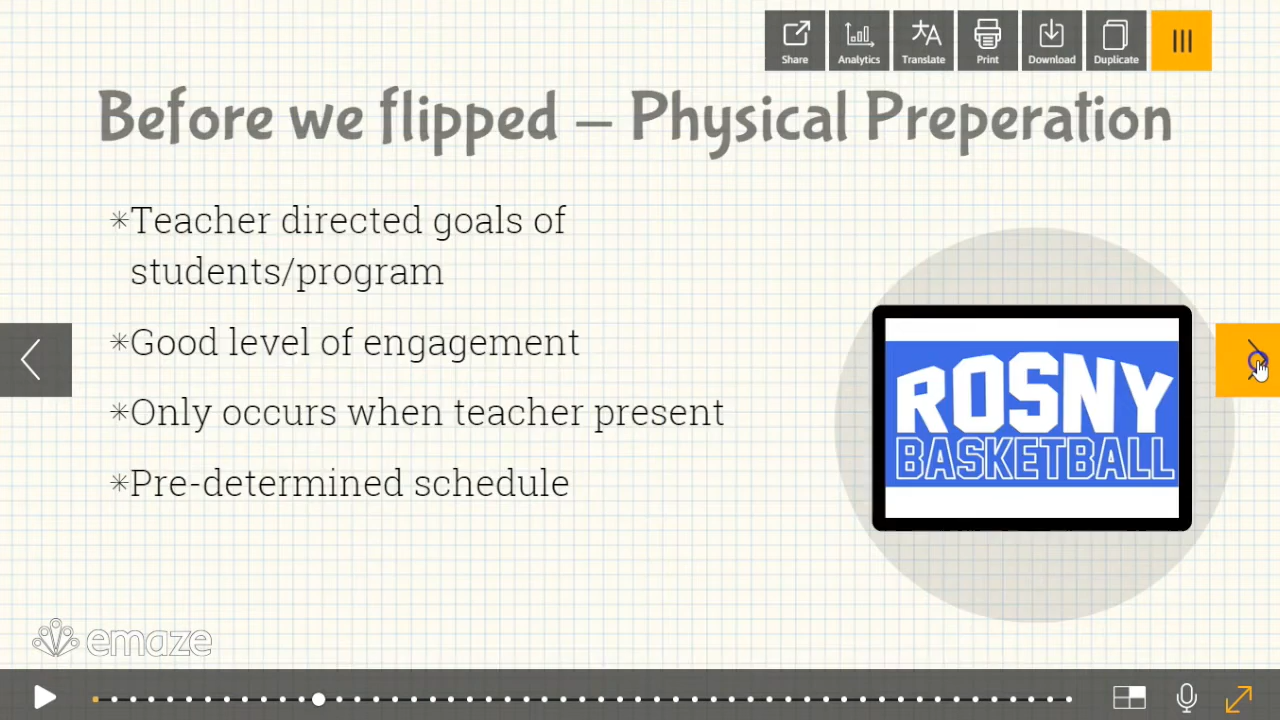 Share Analytics Translate Print Download Duplicate
Before we flipped – Physical Preperation
*Teacher directed goals of
students/program
*Good level of engagement
*Only occurs when teacher present
*Pre-determined schedule
ROSNY
BASKETBALL
emaze